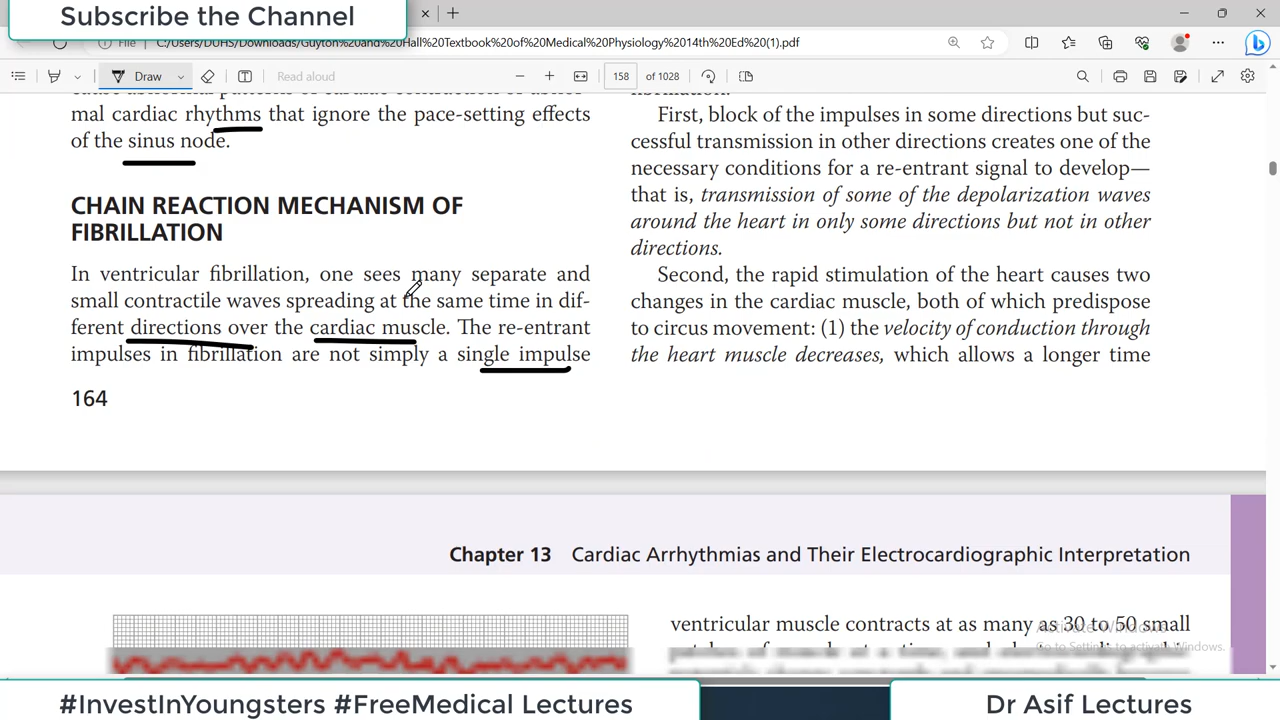 Subscribe the Channel
File
C:/Users/DUHS/Downloads/Guyton%20and%20Hall%20Textbook%20of%20Medical%20Physiology%2014th%20Ed%20(1).pdf
Draw
Read aloud
158 of 1028
mal cardiac rhythms that ignore the pace-setting effects
of the sinus node.
CHAIN REACTION MECHANISM OF
FIBRILLATION
In ventricular fibrillation, one sees many separate and
small contractile waves spreading at the same time in dif-
ferent directions over the cardiac muscle. The re-entrant
impulses in fibrillation are not simply a single impulse
164
First, block of the impulses in some directions but suc-
cessful transmission in other directions creates one of the
necessary conditions for a re-entrant signal to develop—
that is, transmission of some of the depolarization waves
around the heart in only some directions but not in other
directions.
Second, the rapid stimulation of the heart causes two
changes in the cardiac muscle, both of which predispose
to circus movement: (1) the velocity of conduction through
the heart muscle decreases, which allows a longer time
Chapter 13 Cardiac Arrhythmias and Their Electrocardiographic Interpretation
ventricular muscle contracts at as many as 30 to 50 small
Activate Windows
Go to Settings to activate Windows.
#InvestInYoungsters #FreeMedical Lectures
Dr Asif Lectures